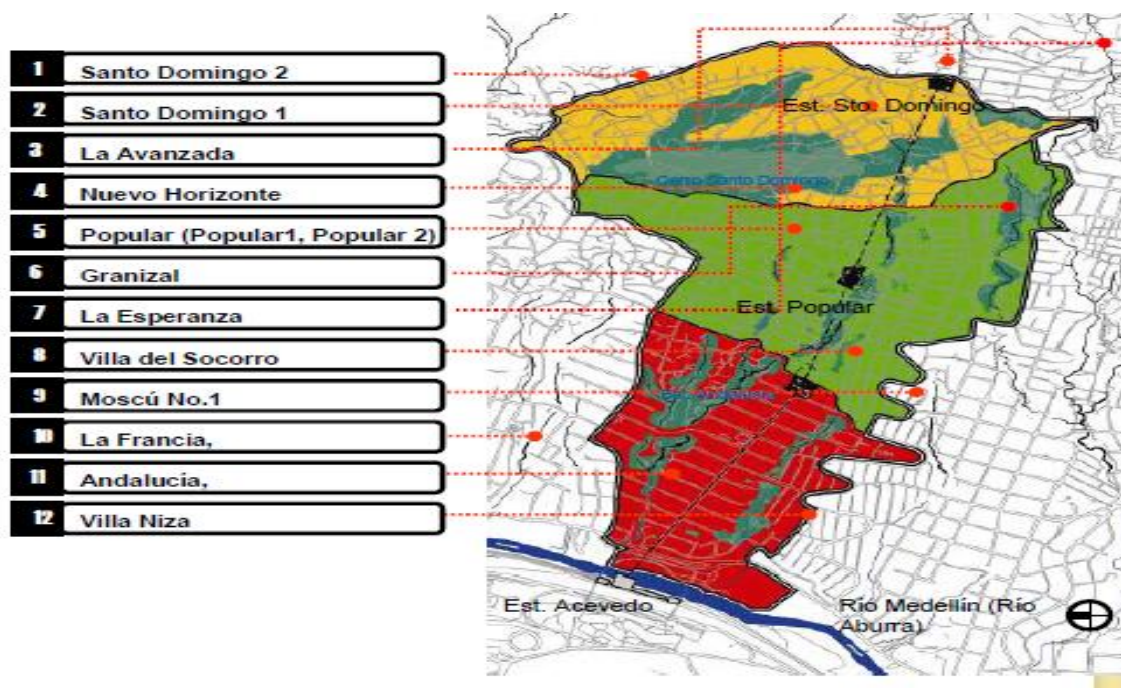 1 Santo Domingo 2
2 Santo Domingo 1
3 La Avanzada
4 Nuevo Horizonte
5 Popular (Popular1, Popular 2)
6 Granizal
7 La Esperanza
8 Villa del Socorro
9 Moscú No.1
10 La Francia,
11 Andalucía,
12 Villa Niza
Est. Sto. Domingo
Cerro Santo Domingo
Est. Popular
Est. Acevedo
Río Medellín (Río
Aburra)